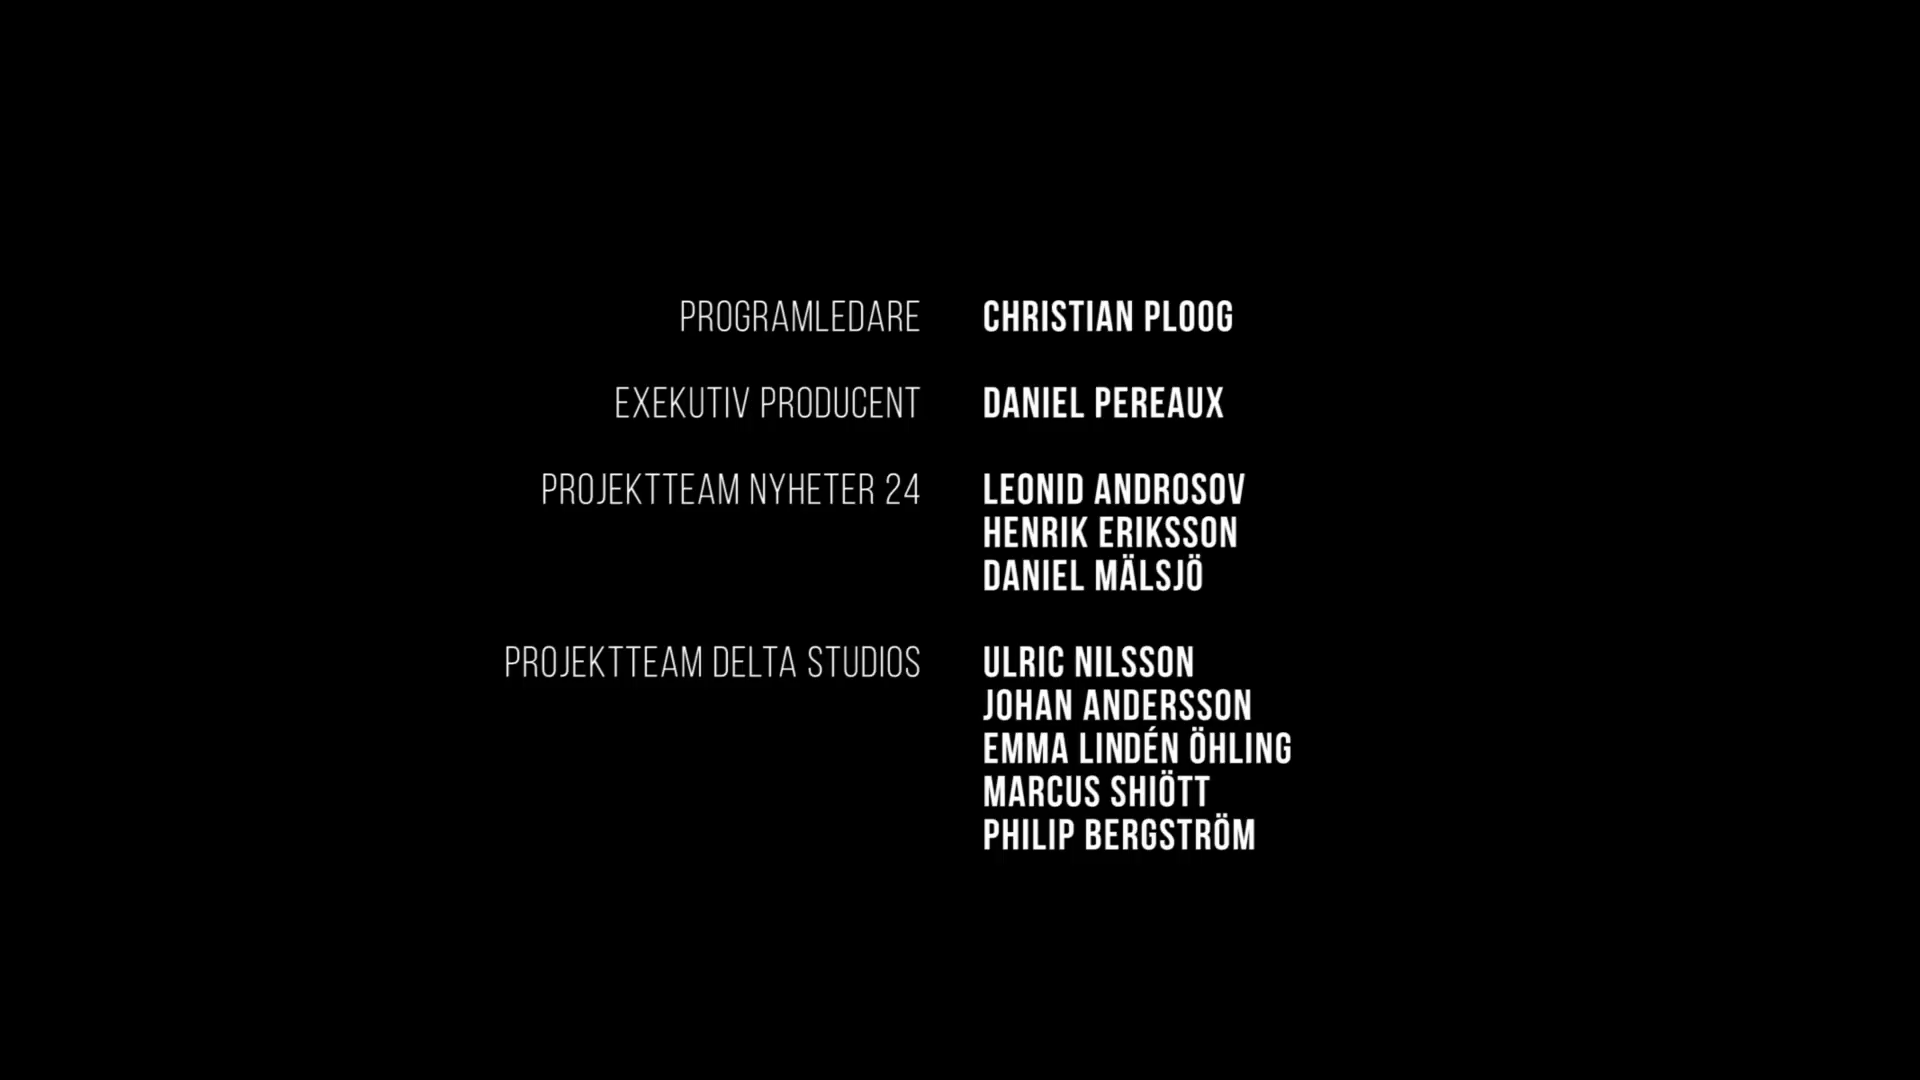 PROGRAMLEDARE CHRISTIAN PLOOG
EXEKUTIV PRODUCENT DANIEL PEREAUX
PROJEKTTEAM NYHETER 24 LEONID ANDROSOV
HENRIK ERIKSSON
DANIEL MÄLSJÖ
PROJEKTTEAM DELTA STUDIOS ULRIC NILSSON
JOHAN ANDERSSON
EMMA LINDÉN ÖHLING
MARCUS SHIÖTT
PHILIP BERGSTRÖM